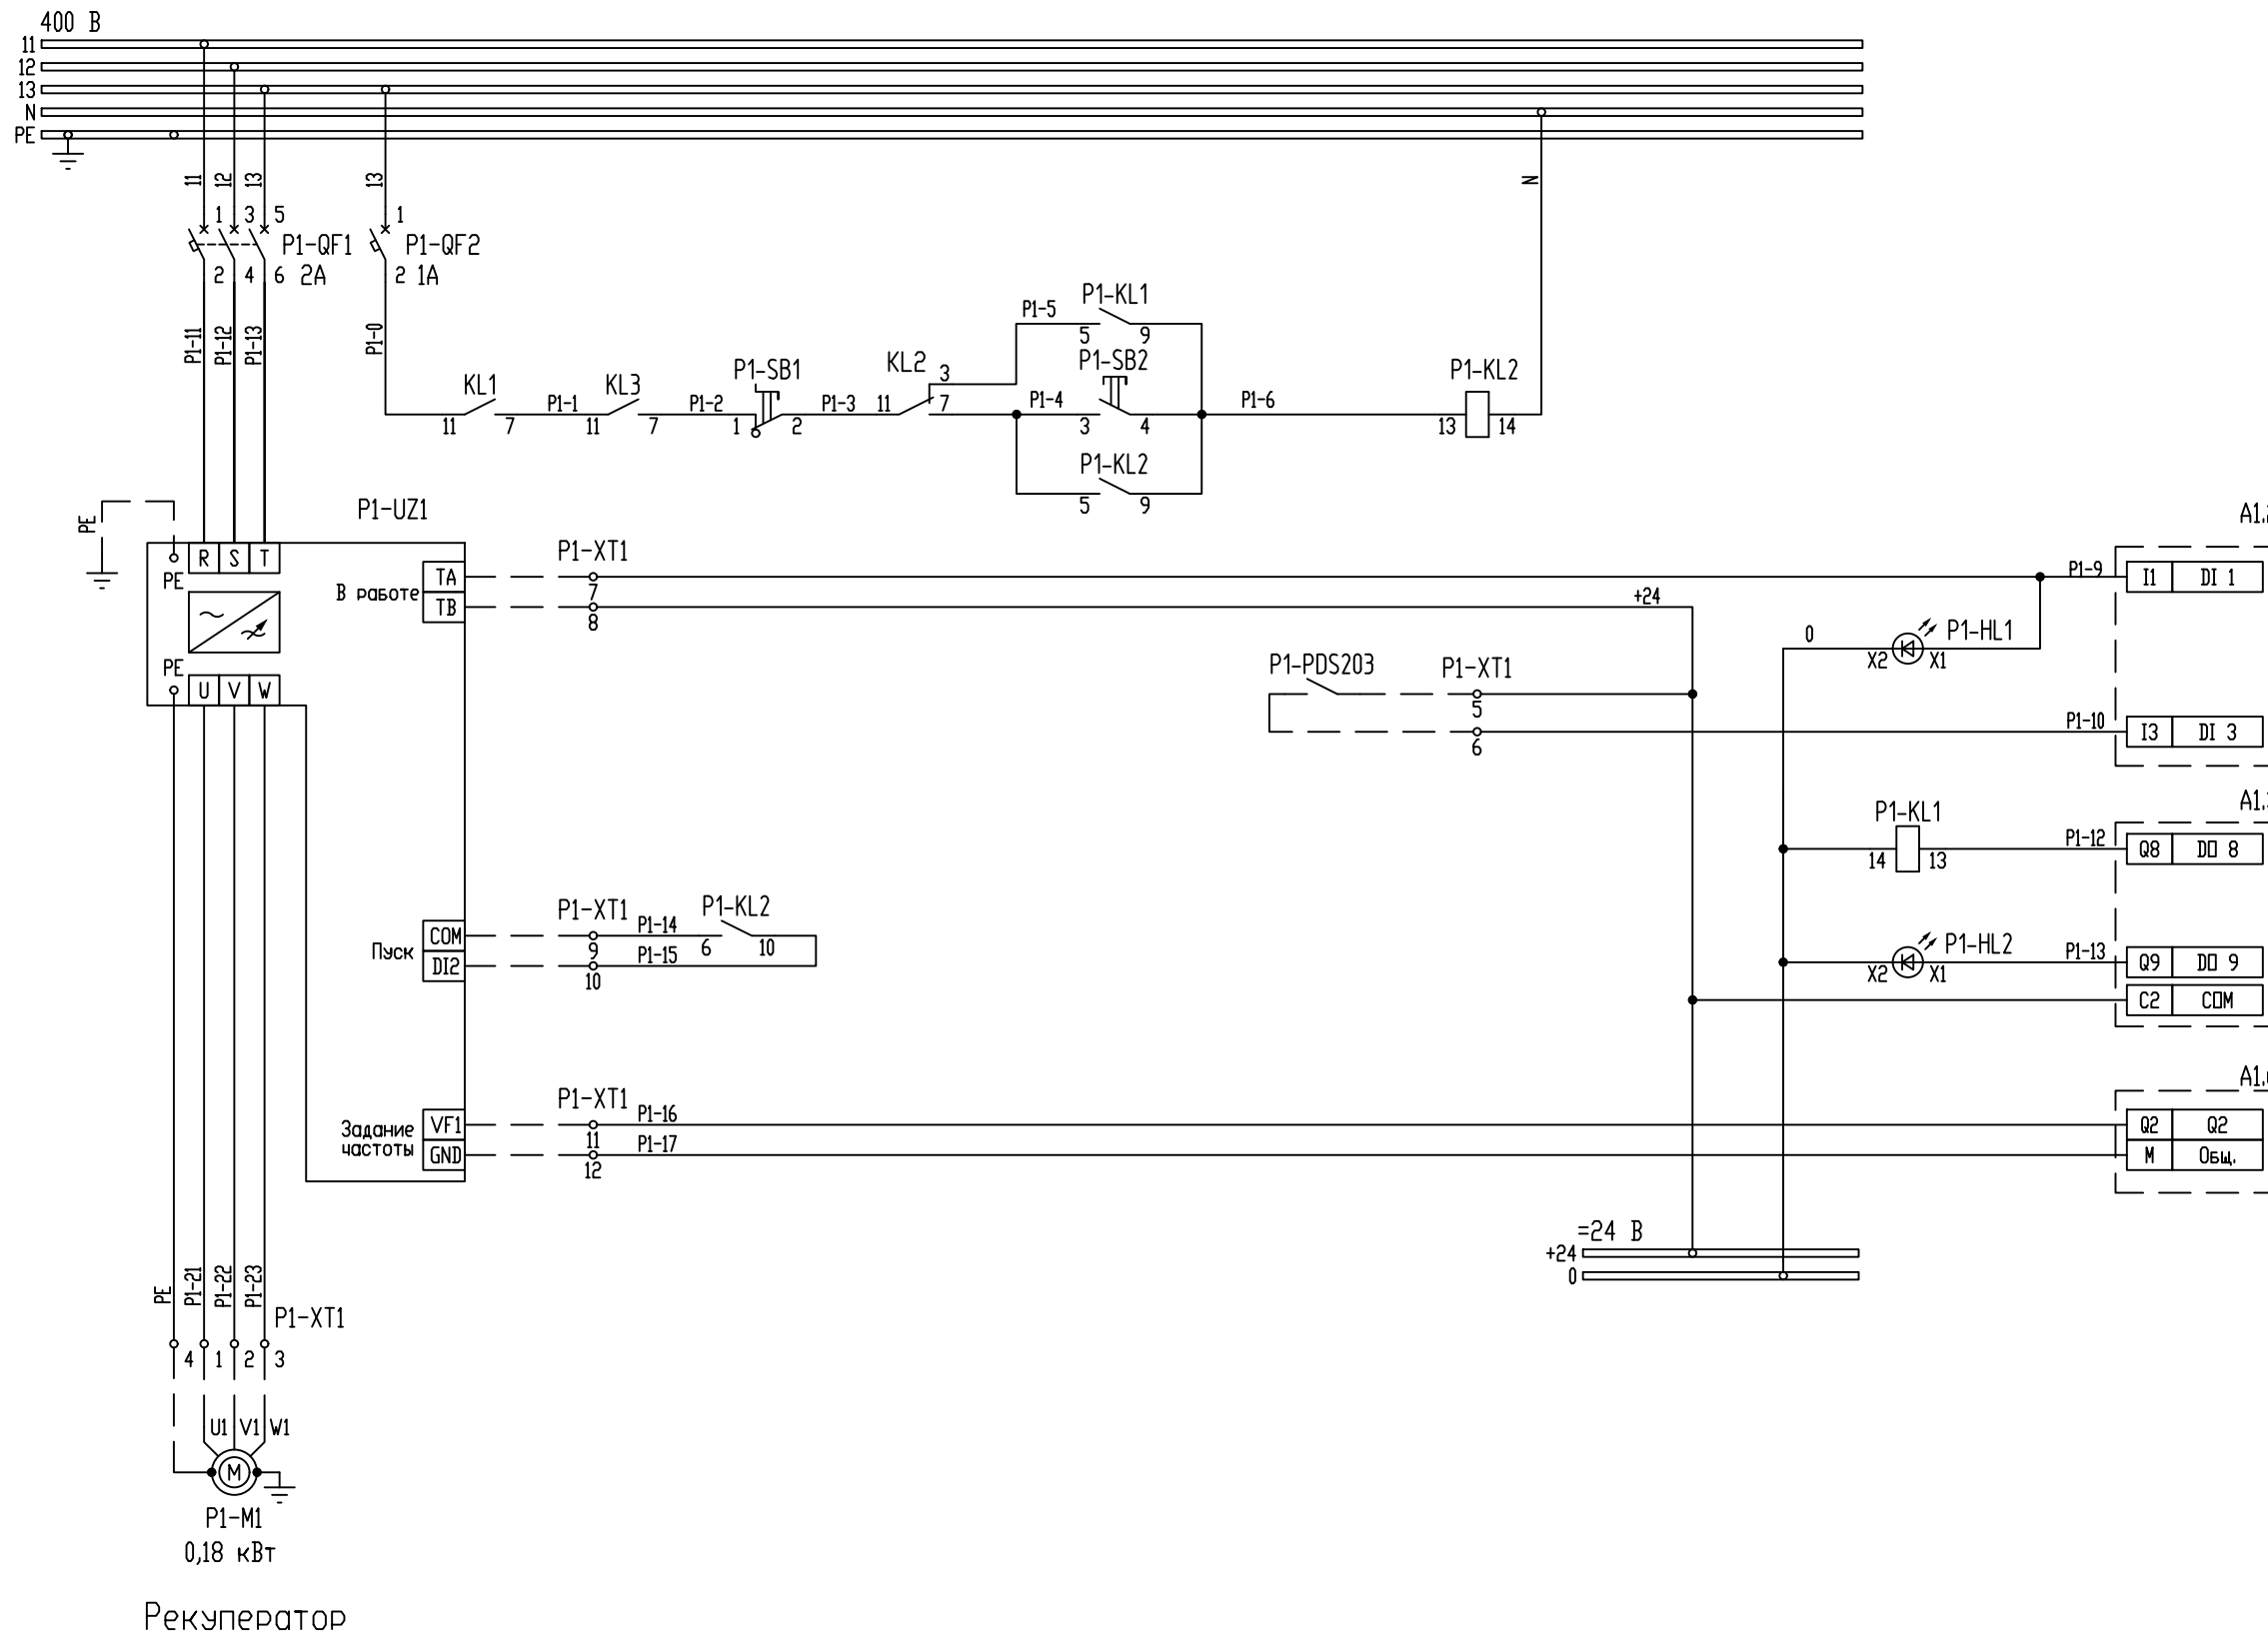 400 В
11
12
13
N
PE
11
12
13
13
N
1
3
5
1
P1-QF1
P1-QF2
2
4
6
2А
2
1А
P1-11
P1-12
P1-13
P1-0
P1-5
P1-KL1
5
9
KL1
KL3
P1-SB1
KL2
3
P1-SB2
P1-KL2
11
7
P1-1
11
7
P1-2
1
2
P1-3
11
7
P1-4
3
4
P1-6
13
14
P1-KL2
5
9
PE
P1-UZ1
A1.
PE
R
S
T
В работе
TA
TB
P1-XT1
7
8
+24
P1-9
I1
DI 1
0
P1-HL1
X2
X1
PE
U
V
W
P1-PDS203
P1-XT1
5
6
P1-10
I3
DI 3
A1.
P1-KL1
14
13
P1-12
Q8
DO 8
Пуск
COM
DI2
P1-XT1
9
10
P1-14
P1-15
P1-KL2
6
10
P1-HL2
X2
X1
P1-13
Q9
DO 9
C2
COM
A1.
Задание
частоты
VF1
GND
P1-XT1
11
12
P1-16
P1-17
Q2
Q2
M
Общ.
=24 В
+24
0
PE
P1-21
P1-22
P1-23
P1-XT1
4
1
2
3
U1
V1
W1
M
P1-M1
0,18 кВт
Рекуператор